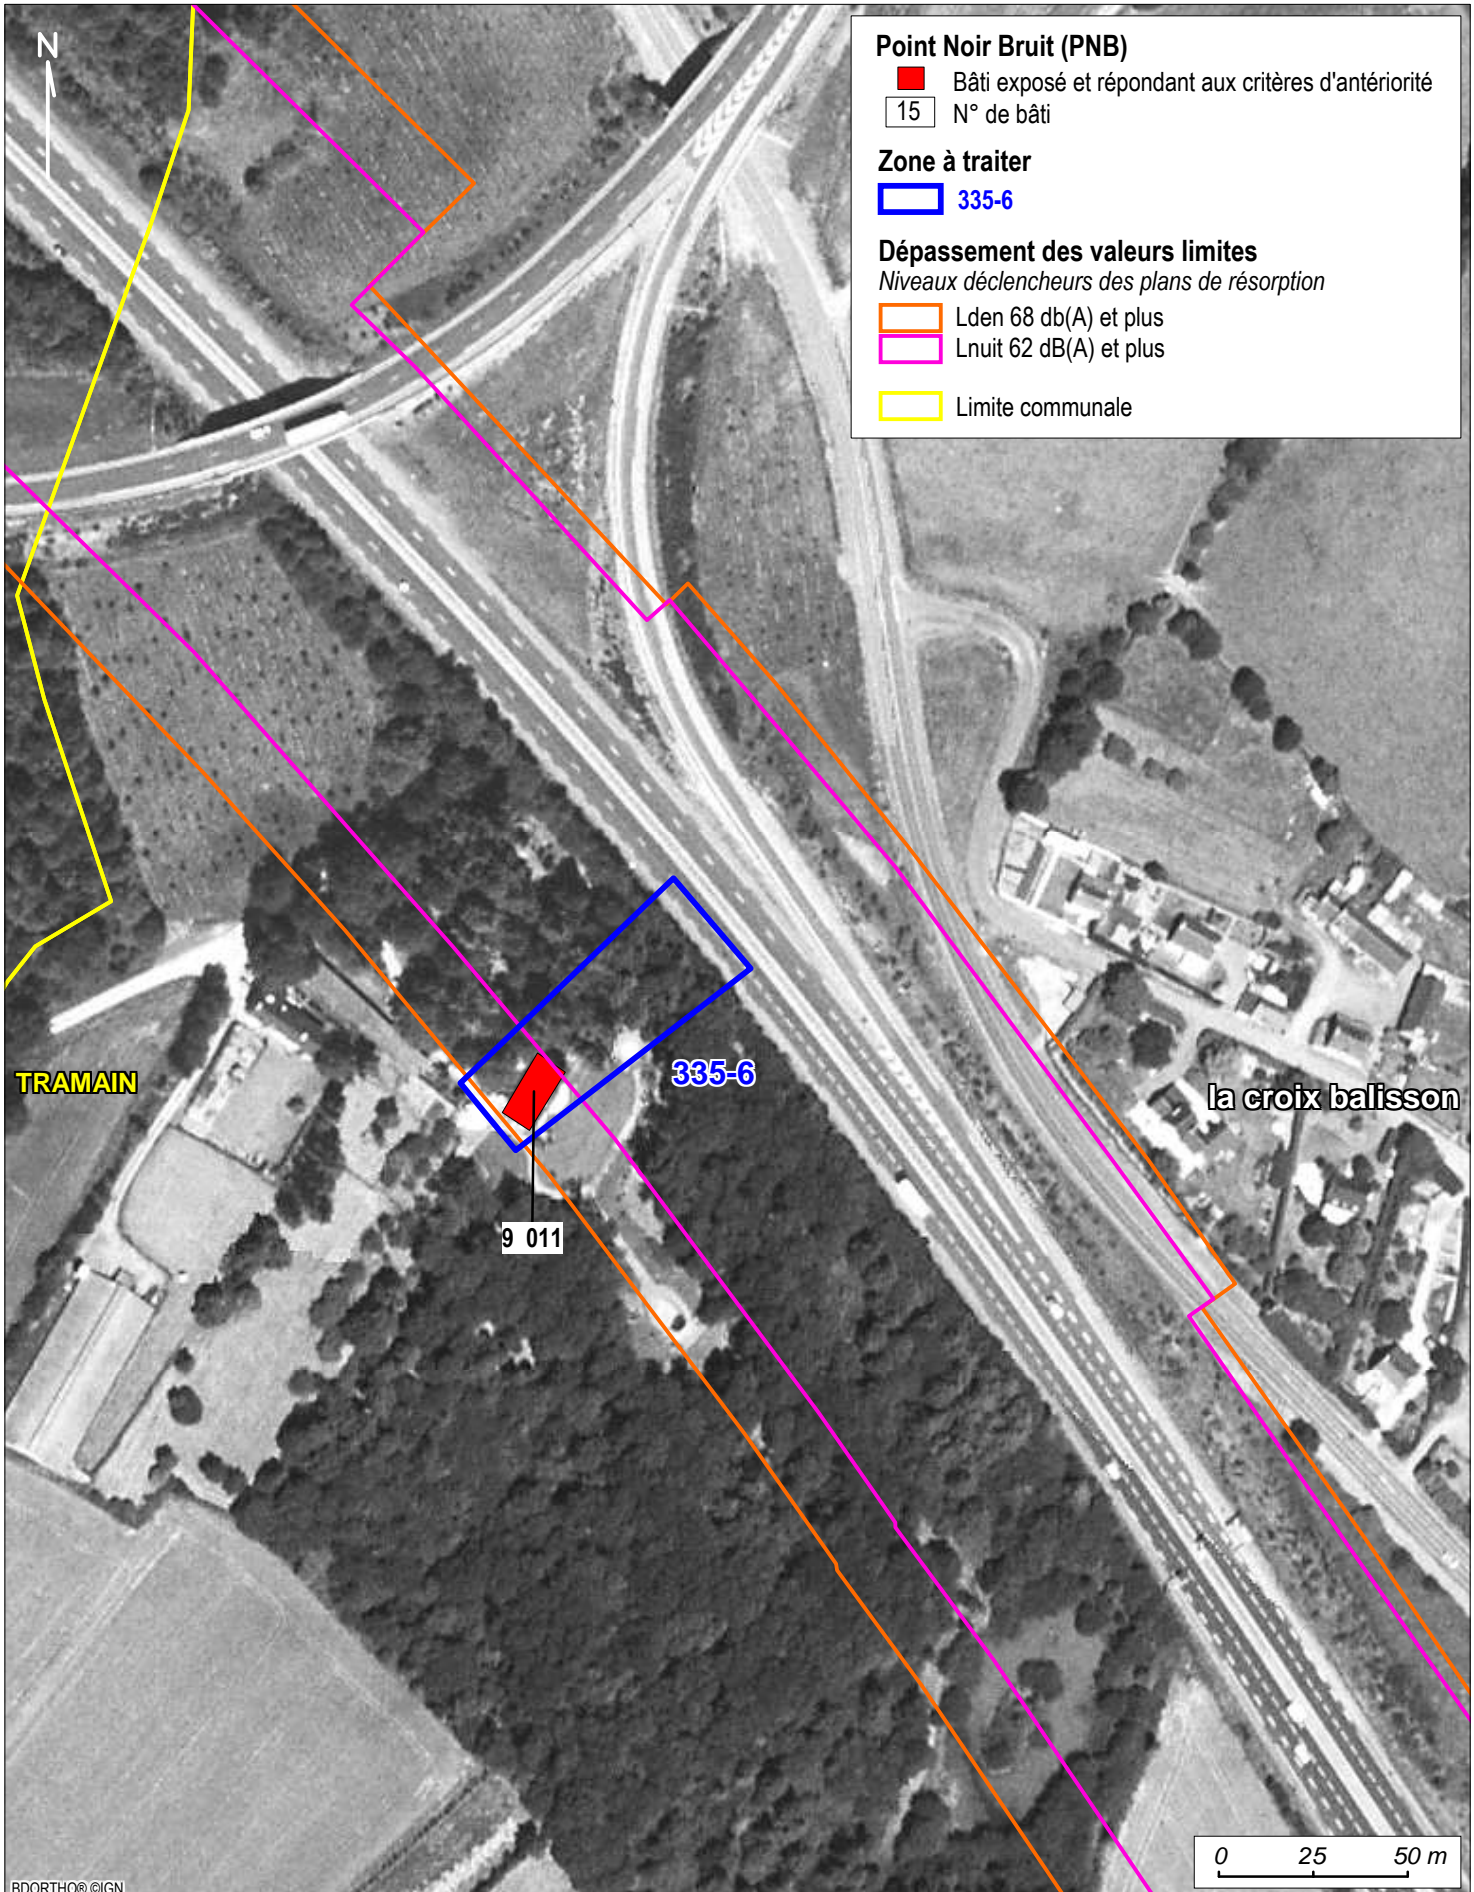 N
Point Noir Bruit (PNB)
Bâti exposé et répondant aux critères d'antériorité
15 N° de bâti
Zone à traiter
335-6
Dépassement des valeurs limites
Niveaux déclencheurs des plans de résorption
Lden 68 db(A) et plus
Lnuit 62 dB(A) et plus
Limite communale
335-6
TRAMAIN
la croix balisson
9 011
0 25 50 m
BDORTHO® ©IGN